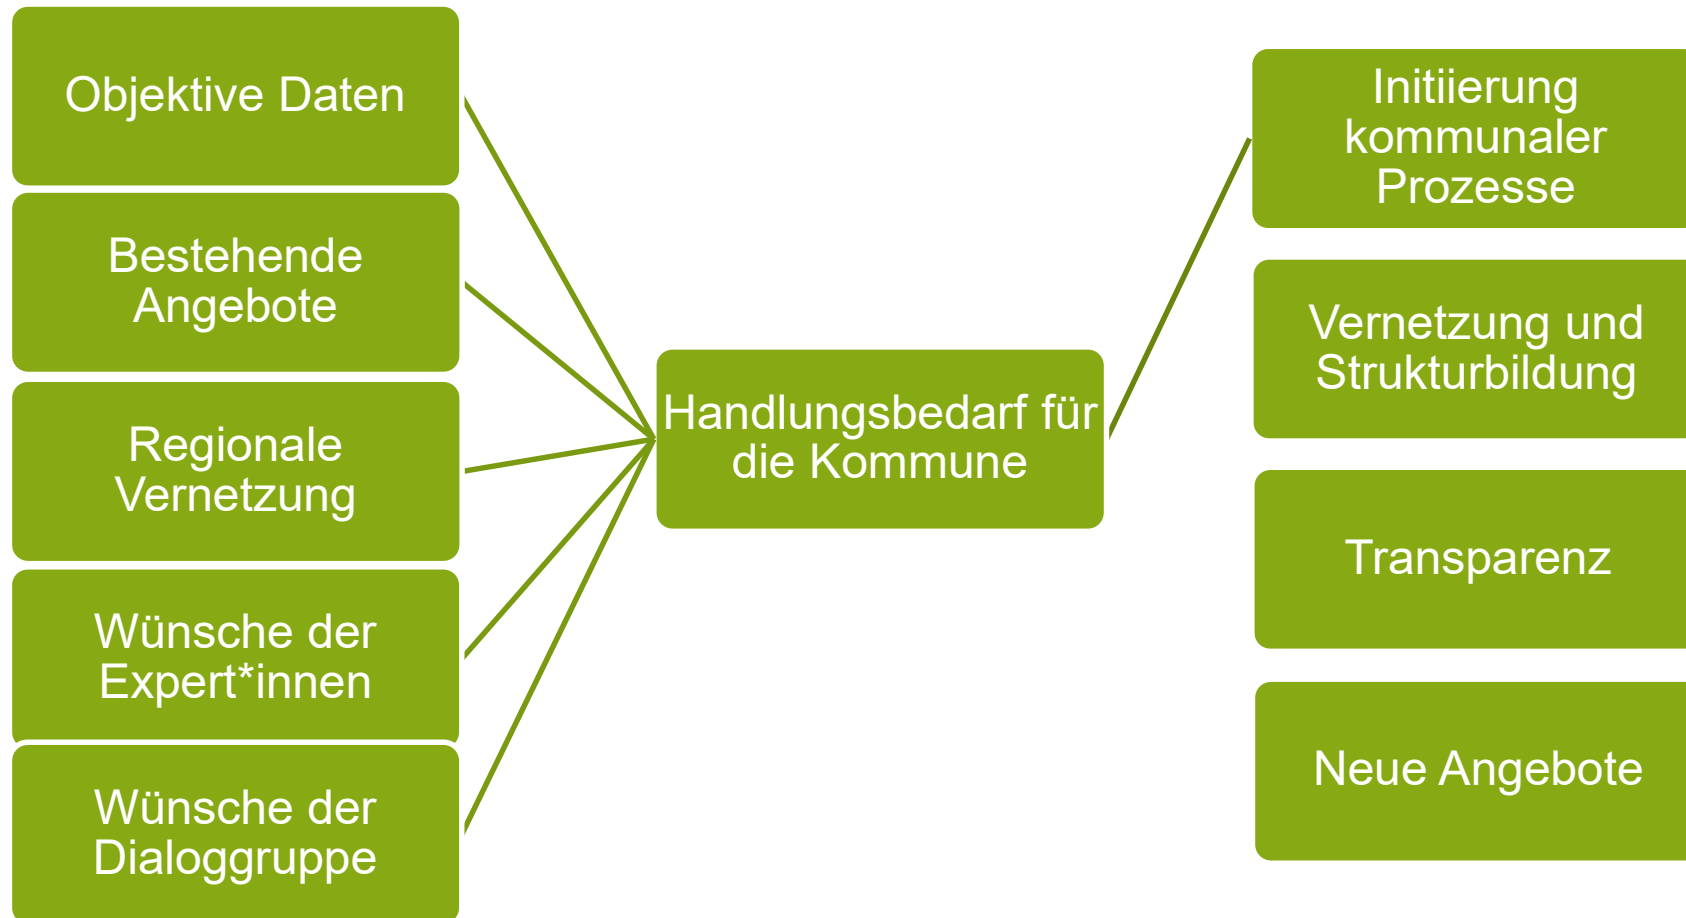 Objektive Daten
Bestehende
Angebote
Regionale
Vernetzung
Wünsche der
Expert*innen
Wünsche der
Dialoggruppe
Handlungsbedarf für
die Kommune
Initiierung
kommunaler
Prozesse
Vernetzung und
Strukturbildung
Transparenz
Neue Angebote